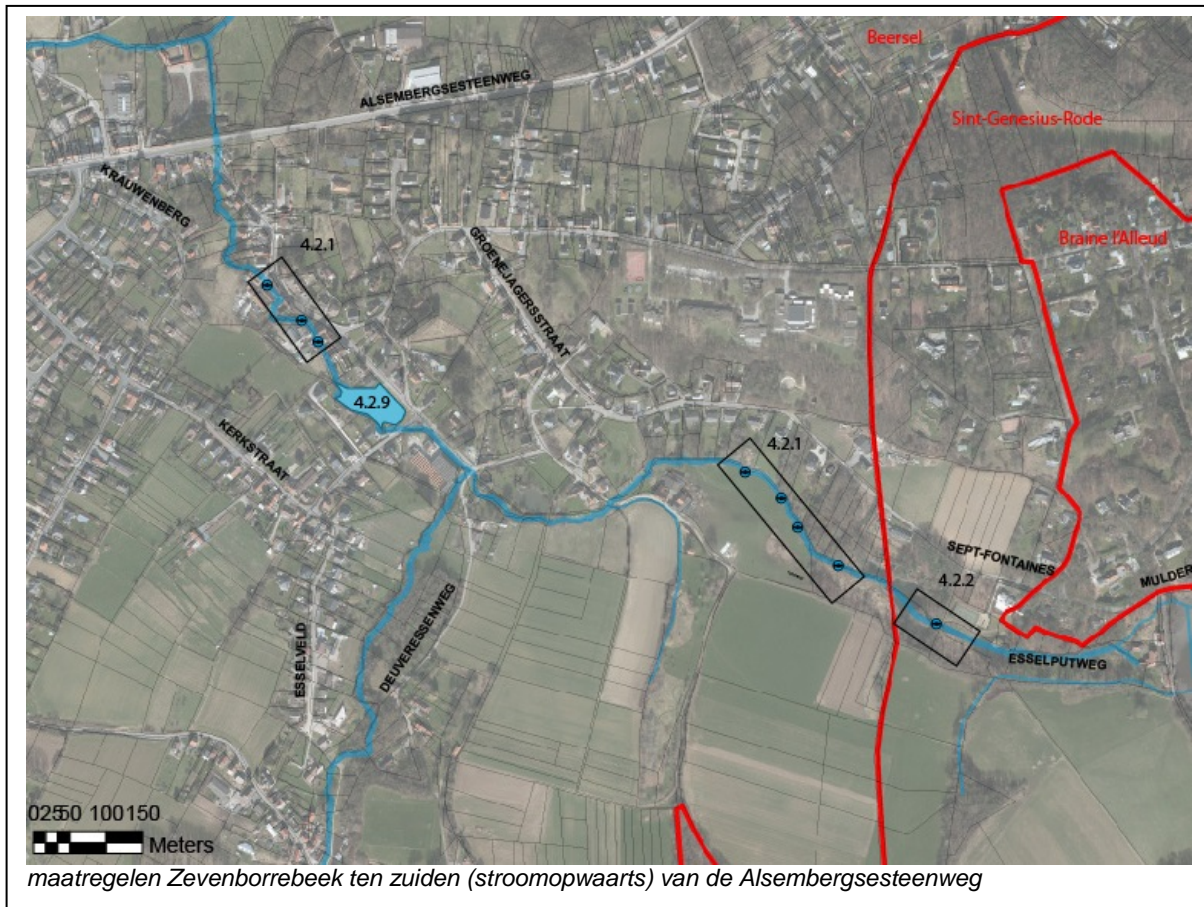 Beersel
ALSEMBERGSESTEENWEG
Sint-Genesius-Rode
KRAUWENBERG
Braine l'Alleud
4.2.1
GROENEJAGERSSTRAAT
4.2.9
KERKSTRAAT
4.2.1
SEPT-FONTAINES
4.2.2
MULDER
ESSELPUTWEG
ESSELVELD
DEUVERESSENWEG
02550 100150
Meters
maatregelen Zevenborrebeek ten zuiden (stroomopwaarts) van de Alsembergsesteenweg